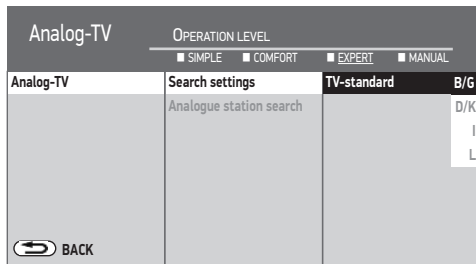 Analog-TV
OPERATION LEVEL
SIMPLE COMFORT EXPERT MANUAL
Analog-TV Search settings TV-standard B/G
Analogue station search D/K
I
L
BACK